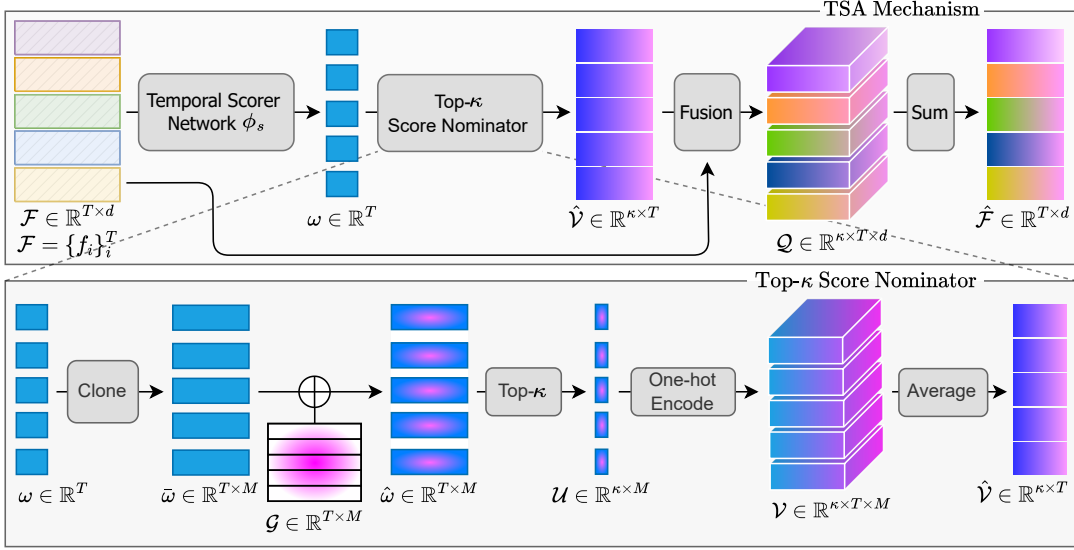 TSA Mechanism
Temporal Scorer
Network ϕ_s
Top-κ
Score Nominator
Fusion
Sum
ℱ ∈ ℝ^{T×d}
ℱ = {f_i}_i^T
ω ∈ ℝ^T
𝒱̂ ∈ ℝ^{κ×T}
𝒬 ∈ ℝ^{κ×T×d}
ℱ̂ ∈ ℝ^{T×d}
Top-κ Score Nominator
Clone
Top-κ
One-hot
Encode
Average
ω ∈ ℝ^T
ω̄ ∈ ℝ^{T×M}
𝒢 ∈ ℝ^{T×M}
ω̂ ∈ ℝ^{T×M}
𝒰 ∈ ℝ^{κ×M}
𝒱 ∈ ℝ^{κ×T×M}
𝒱̂ ∈ ℝ^{κ×T}